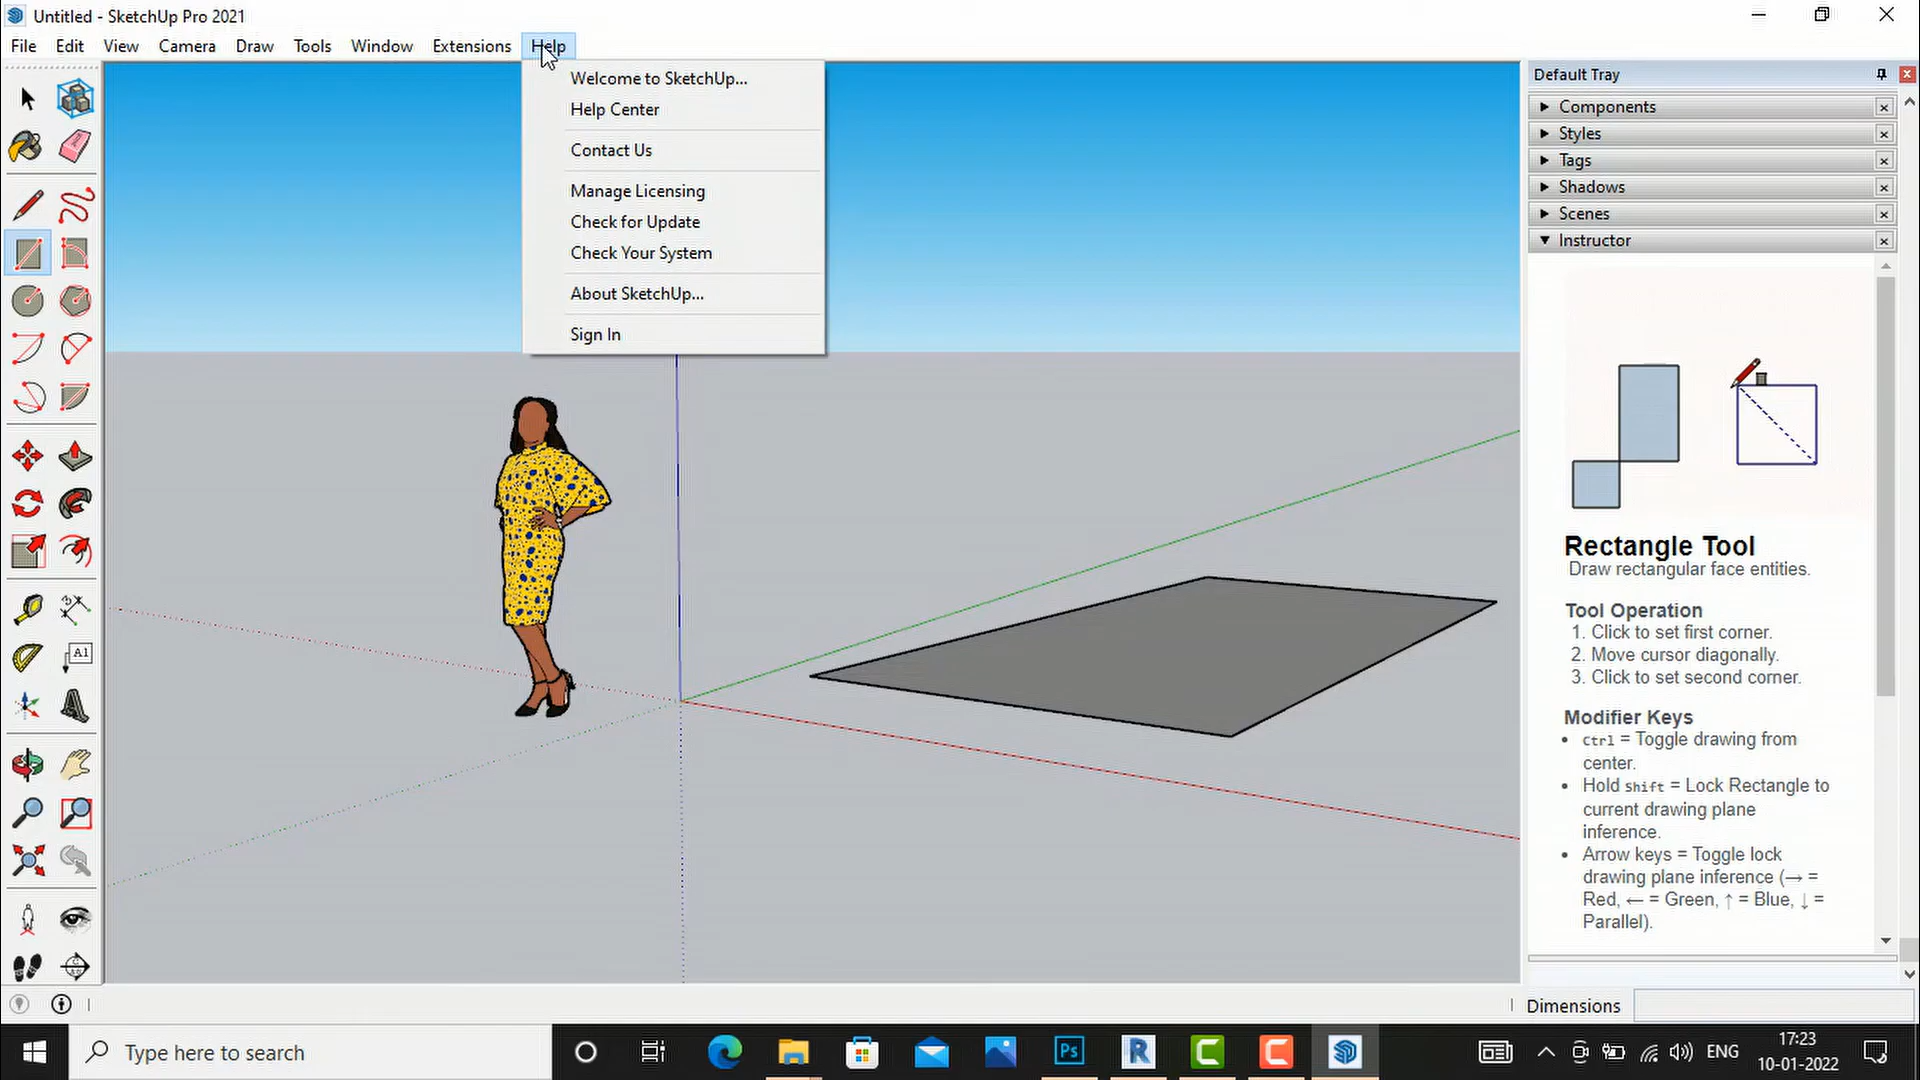 Untitled - SketchUp Pro 2021
File Edit View Camera Draw Tools Window Extensions Help
Welcome to SketchUp...
Help Center
Contact Us
Manage Licensing
Check for Update
Check Your System
About SketchUp...
Sign In
A1
Default Tray
Components
Styles
Tags
Shadows
Scenes
Instructor
Rectangle Tool
Draw rectangular face entities.
Tool Operation
1. Click to set first corner.
2. Move cursor diagonally.
3. Click to set second corner.
Modifier Keys
• Ctrl = Toggle drawing from
center.
• Hold Shift = Lock Rectangle to
current drawing plane
inference.
• Arrow keys = Toggle lock
drawing plane inference (→ =
Red, ← = Green, ↑ = Blue, ↓ =
Parallel).
Dimensions
Type here to search
Ps
R
C
C
ENG
17:23
10-01-2022